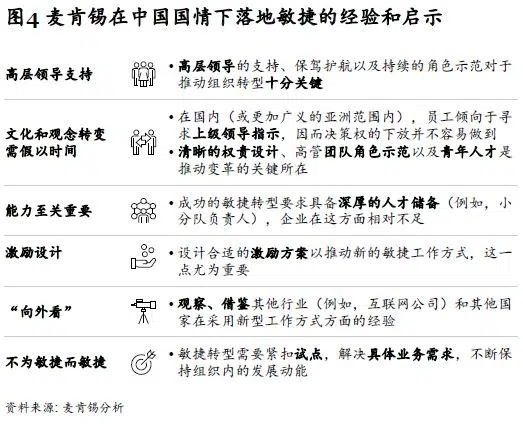 图4 麦肯锡在中国国情下落地敏捷的经验和启示
高层领导支持
• 高层领导的支持、保驾护航以及持续的角色示范对于
推动组织转型十分关键
文化和观念转变
需假以时间
• 在国内（或更加广义的亚洲范围内），员工倾向于寻
求上级领导指示，因而决策权的下放并不容易做到
• 清晰的权责设计、高管团队角色示范以及青年人才是
推动变革的关键所在
能力至关重要
• 成功的敏捷转型要求具备深厚的人才储备（例如，小
分队负责人），企业在这方面相对不足
激励设计
• 设计合适的激励方案以推动新的敏捷工作方式，这一
点尤为重要
“向外看”
• 观察、借鉴其他行业（例如，互联网公司）和其他国
家在采用新型工作方式方面的经验
不为敏捷而敏捷
• 敏捷转型需要紧扣试点，解决具体业务需求，不断保
持组织内的发展动能
资料来源: 麦肯锡分析